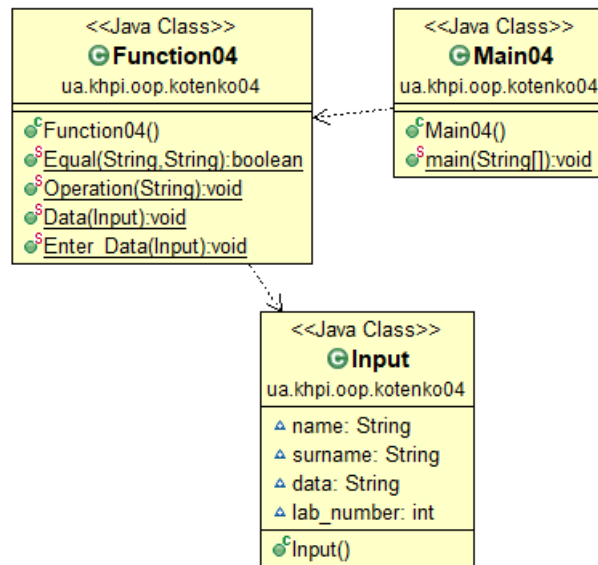 <<Java Class>>
Function04
ua.khpi.oop.kotenko04
Function04()
Equal(String,String):boolean
Operation(String):void
Data(Input):void
Enter_Data(Input):void
<<Java Class>>
Main04
ua.khpi.oop.kotenko04
Main04()
main(String[]):void
<<Java Class>>
Input
ua.khpi.oop.kotenko04
name: String
surname: String
data: String
lab_number: int
Input()